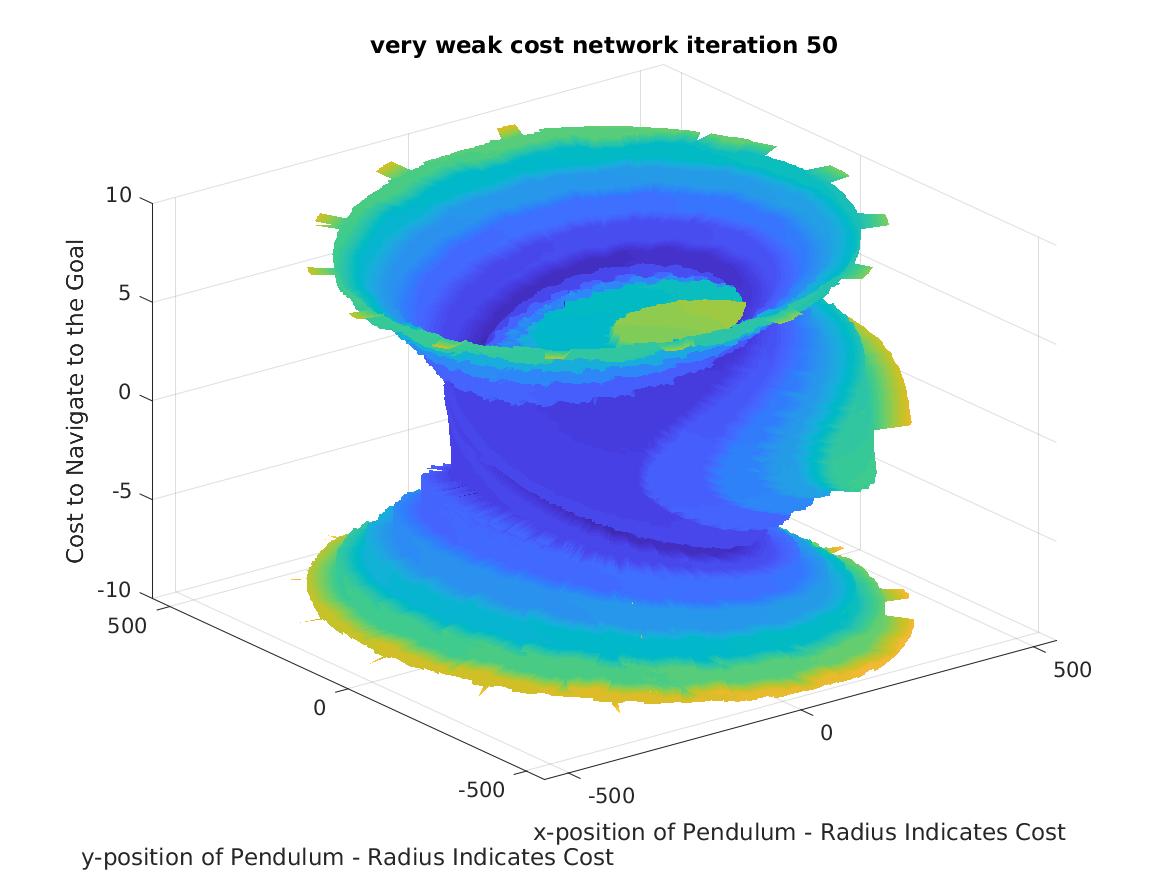 very weak cost network iteration 50
Cost to Navigate to the Goal
10
5
0
-5
-10
500
0
-500
-500
0
500
x-position of Pendulum - Radius Indicates Cost
y-position of Pendulum - Radius Indicates Cost